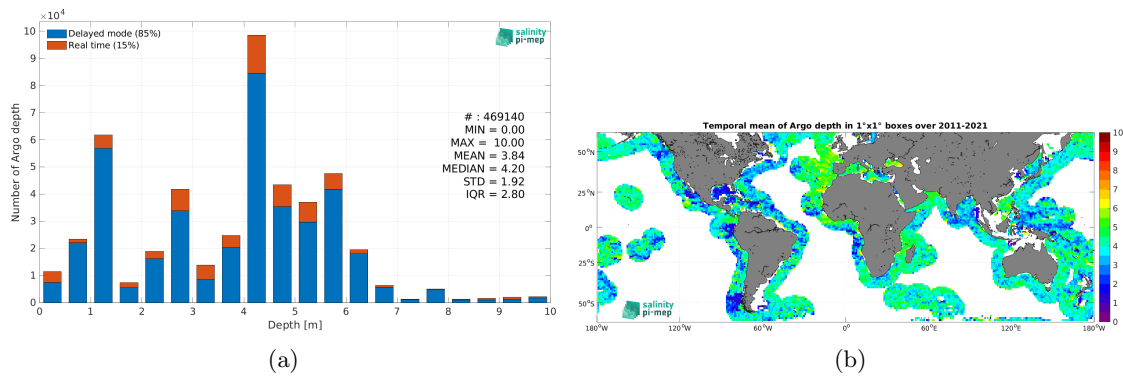 ×10⁴
10
9
8
7
6
5
4
3
2
1
0
Number of Argo depth
Delayed mode (85%)
Real time (15%)
salinity
pi-mep
# : 469140
MIN = 0.00
MAX = 10.00
MEAN = 3.84
MEDIAN = 4.20
STD = 1.92
IQR = 2.80
0 1 2 3 4 5 6 7 8 9 10
Depth [m]
(a)
Temporal mean of Argo depth in 1°x1° boxes over 2011-2021
50°N
25°N
0°
25°S
50°S
salinity
pi-mep
180°W 120°W 60°W 0°W 60°E 120°E 180°W
10
9
8
7
6
5
4
3
2
1
0
(b)